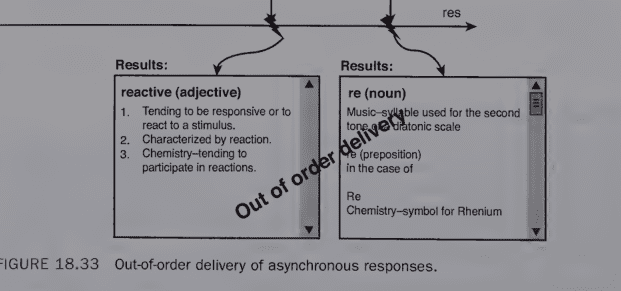 res
Results:
reactive (adjective)
1. Tending to be responsive or to
react to a stimulus.
2. Characterized by reaction.
3. Chemistry–tending to
participate in reactions.
Results:
re (noun)
Music–syllable used for the second
tone of a diatonic scale
re (preposition)
in the case of
Re
Chemistry–symbol for Rhenium
Out of order delivery
FIGURE 18.33 Out-of-order delivery of asynchronous responses.